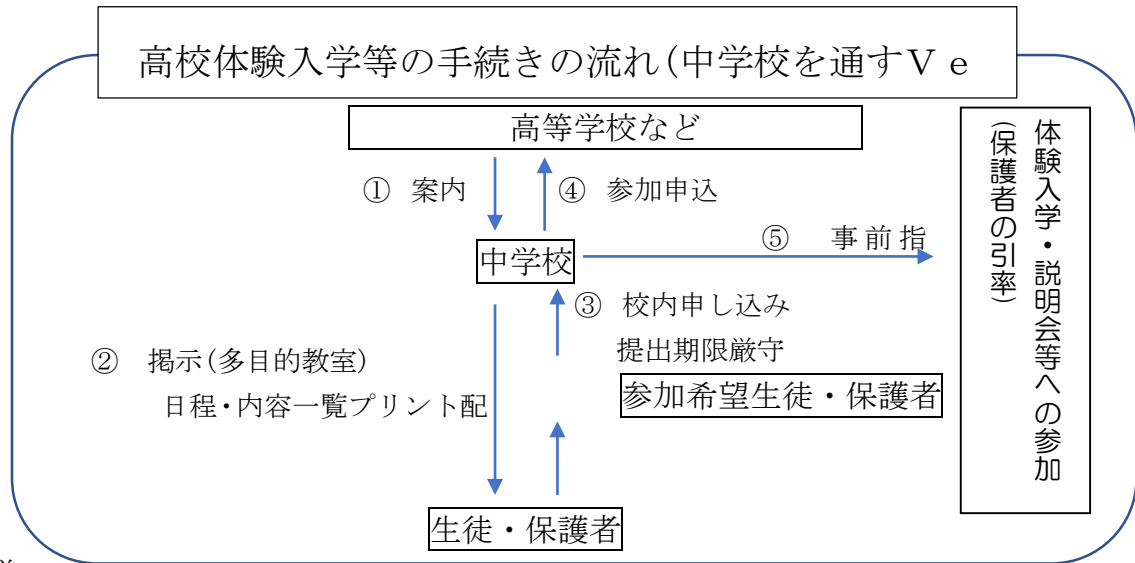 高校体験入学等の手続きの流れ(中学校を通すＶｅ
高等学校など
① 案内
④ 参加申込
⑤ 事前指
中学校
③ 校内申し込み
提出期限厳守
② 掲示(多目的教室)
日程・内容一覧プリント配
参加希望生徒・保護者
生徒・保護者
体験入学・説明会等への参加
(保護者の引率)